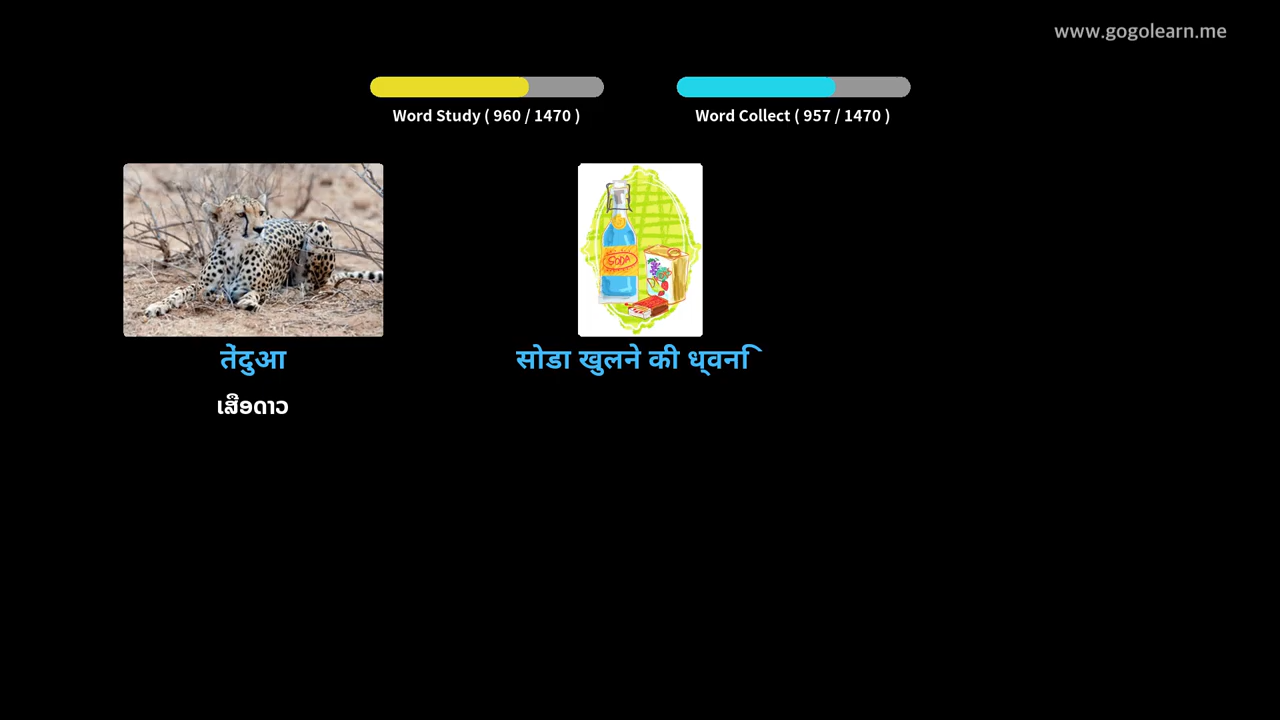 www.gogolearn.me
Word Study ( 960 / 1470 )
Word Collect ( 957 / 1470 )
SODA
तेंदुआ
सोडा खुलने की ध्वनि
ເສືອດາວ